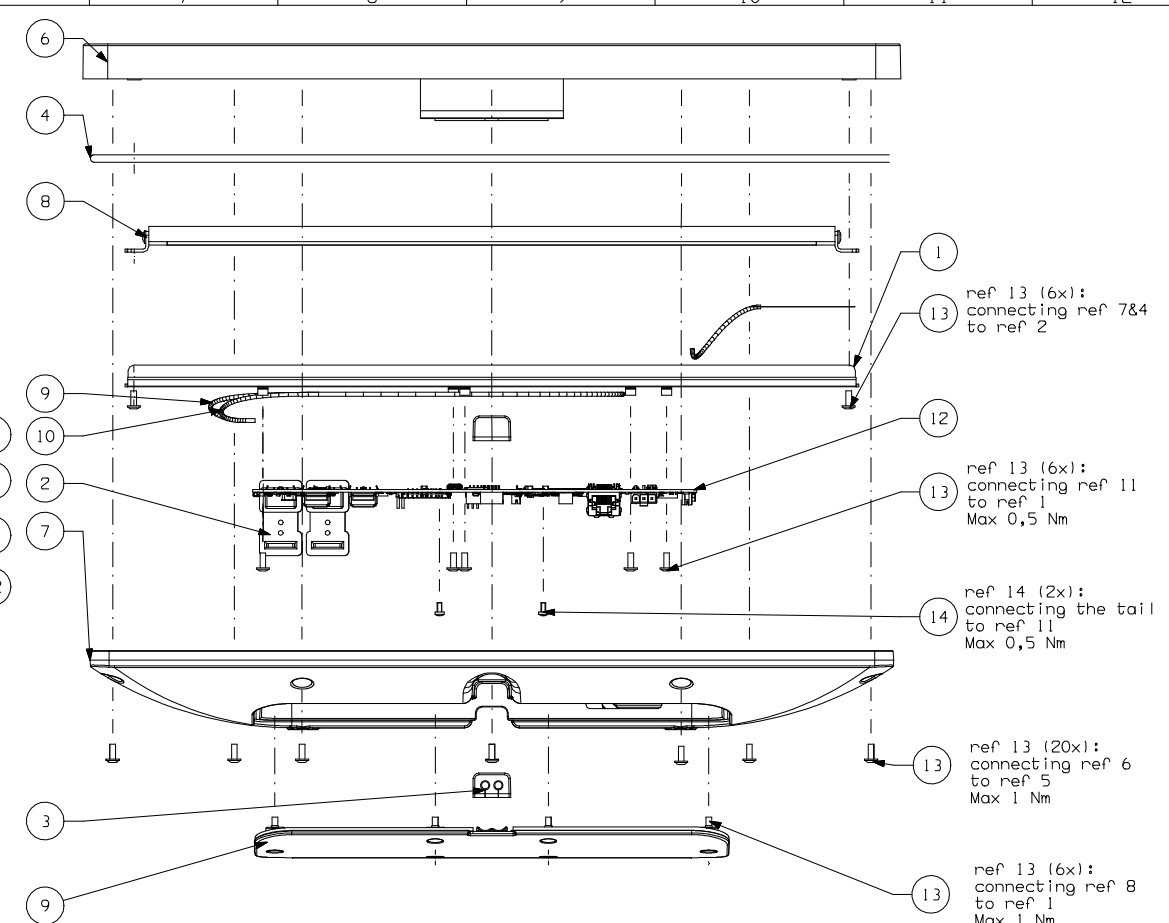 6
4
8
1
13
ref 13 (6x):
connecting ref 7&4
to ref 2
9
10
12
2
13
ref 13 (6x):
connecting ref 11
to ref 1
Max 0,5 Nm
7
14
ref 14 (2x):
connecting the tail
to ref 11
Max 0,5 Nm
13
ref 13 (20x):
connecting ref 6
to ref 5
Max 1 Nm
3
9
13
ref 13 (6x):
connecting ref 8
to ref 1
Max 1 Nm